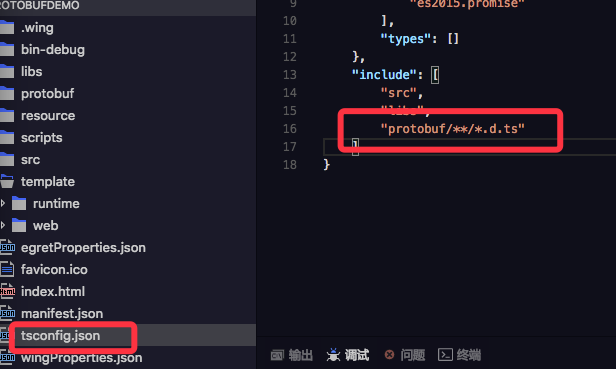 ROTOBUFDEMO
.wing
bin-debug
libs
protobuf
resource
scripts
src
template
runtime
web
egretProperties.json
favicon.ico
index.html
manifest.json
tsconfig.json
wingProperties.json
9 "es2015.promise"
10 ],
11 "types": []
12 },
13 "include": [
14 "src",
15 "libs",
16 "protobuf/**/*.d.ts"
17 ]
18 }
输出 调试 问题 终端